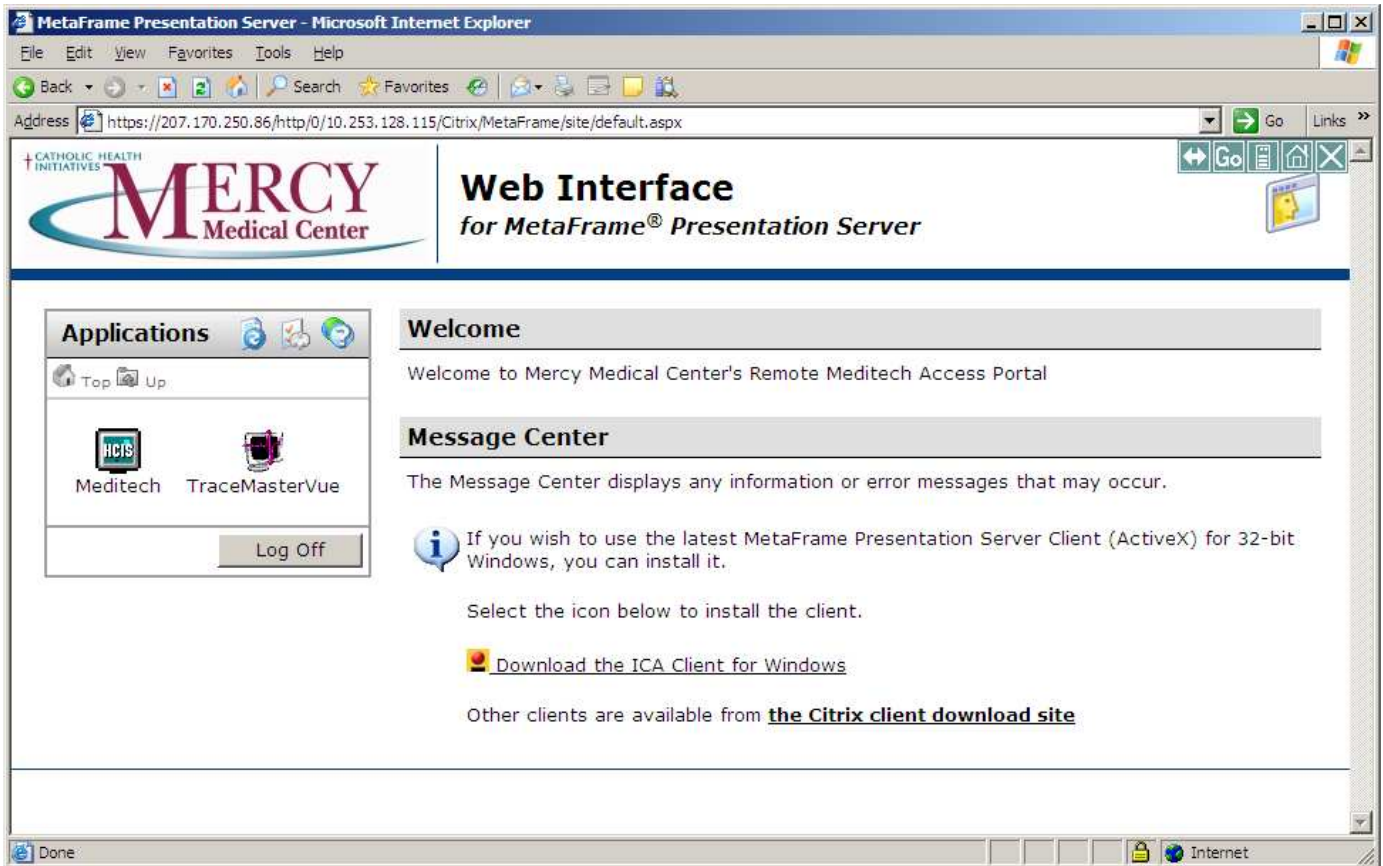 MetaFrame Presentation Server - Microsoft Internet Explorer
File Edit View Favorites Tools Help
Back Search Favorites
Address https://207.170.250.86/http/0/10.253.128.115/Citrix/MetaFrame/site/default.aspx Go Links »
CATHOLIC HEALTH
INITIATIVES
MERCY
Medical Center
Web Interface
for MetaFrame® Presentation Server
Go
Applications
Top Up
HCIS
Meditech TraceMasterVue
Log Off
Welcome
Welcome to Mercy Medical Center's Remote Meditech Access Portal
Message Center
The Message Center displays any information or error messages that may occur.
If you wish to use the latest MetaFrame Presentation Server Client (ActiveX) for 32-bit
Windows, you can install it.
Select the icon below to install the client.
Download the ICA Client for Windows
Other clients are available from the Citrix client download site
Done Internet